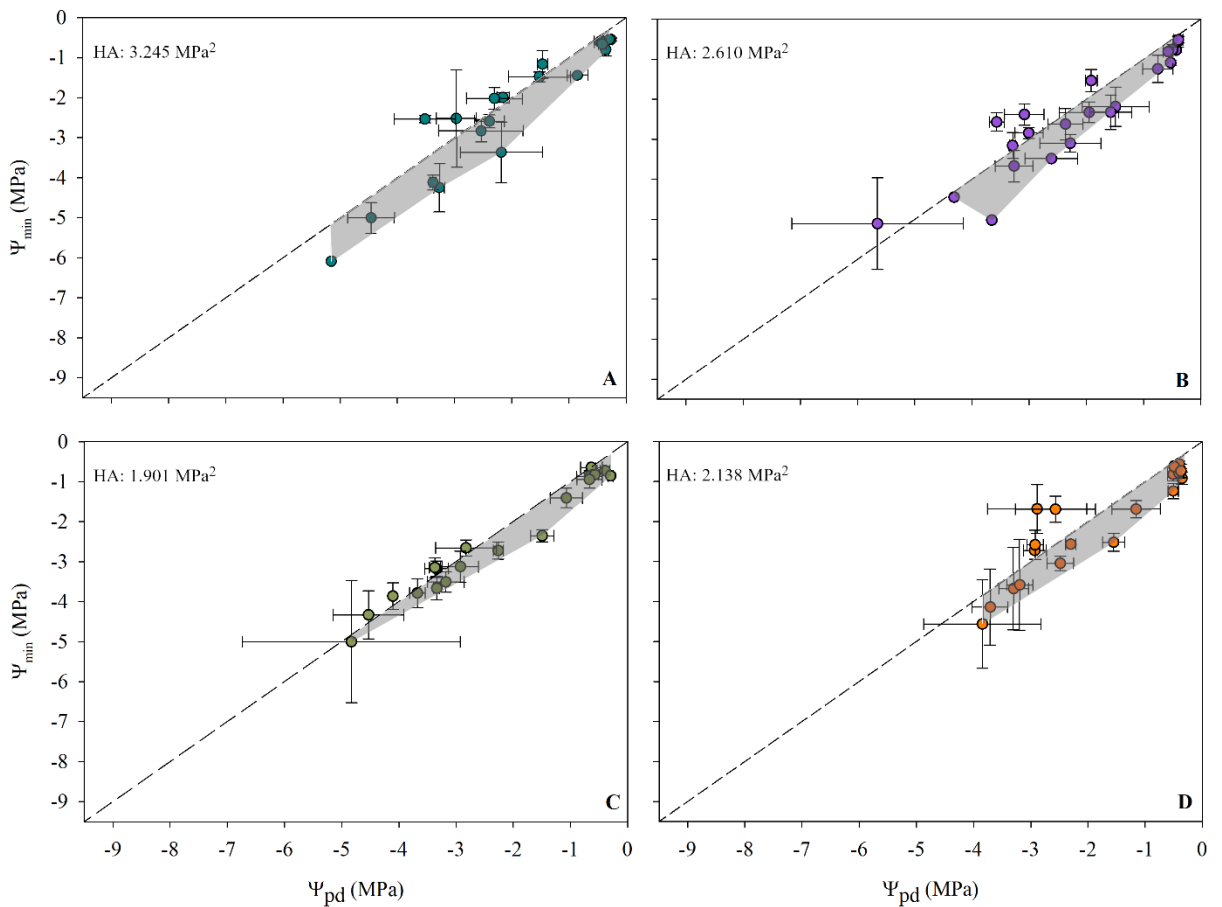 0
-1
-2
-3
-4
-5
-6
-7
-8
-9
Ψmin (MPa)
HA: 3.245 MPa²
A
HA: 2.610 MPa²
B
0
-1
-2
-3
-4
-5
-6
-7
-8
-9
Ψmin (MPa)
HA: 1.901 MPa²
C
HA: 2.138 MPa²
D
-9 -8 -7 -6 -5 -4 -3 -2 -1 0
-9 -8 -7 -6 -5 -4 -3 -2 -1 0
Ψpd (MPa)
Ψpd (MPa)